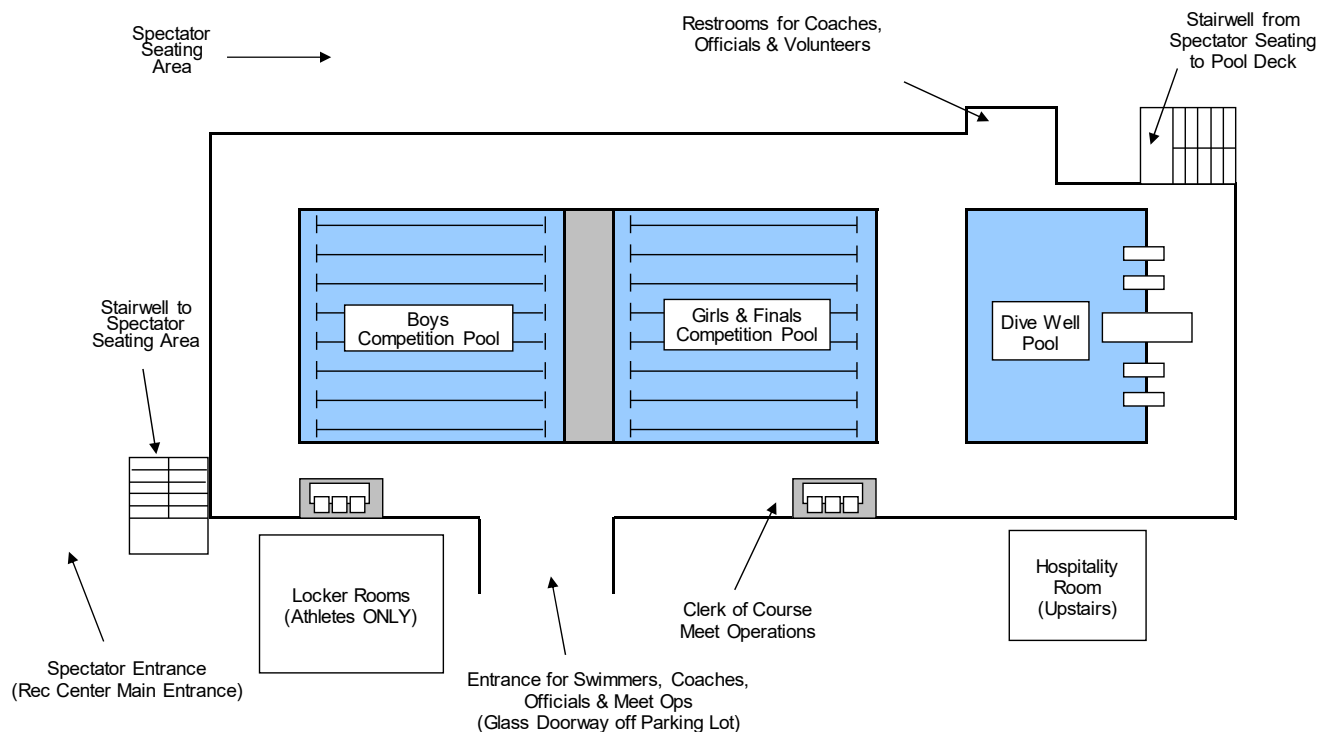 Spectator
Seating
Area
Restrooms for Coaches,
Officials & Volunteers
Stairwell from
Spectator Seating
to Pool Deck
Stairwell to
Spectator
Seating Area
Boys
Competition Pool
Girls & Finals
Competition Pool
Dive Well
Pool
Locker Rooms
(Athletes ONLY)
Clerk of Course
Meet Operations
Hospitality
Room
(Upstairs)
Spectator Entrance
(Rec Center Main Entrance)
Entrance for Swimmers, Coaches,
Officials & Meet Ops
(Glass Doorway off Parking Lot)